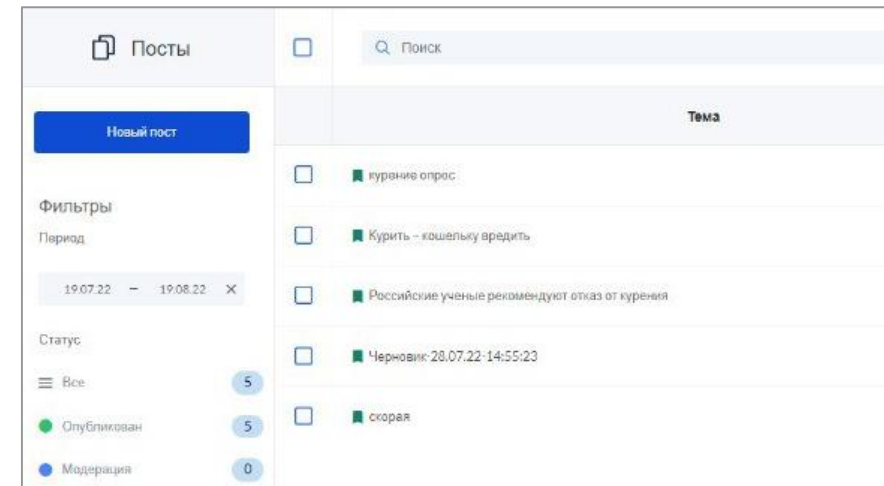 Посты
Поиск
Новый пост
Тема
Фильтры
Период
19.07.22 – 19.08.22
Статус
Все 5
Опубликован 5
Модерация 0
курение опрос
Курить – кошельку вредить
Российские ученые рекомендуют отказ от курения
Черновик-28.07.22-14:55:23
скорая